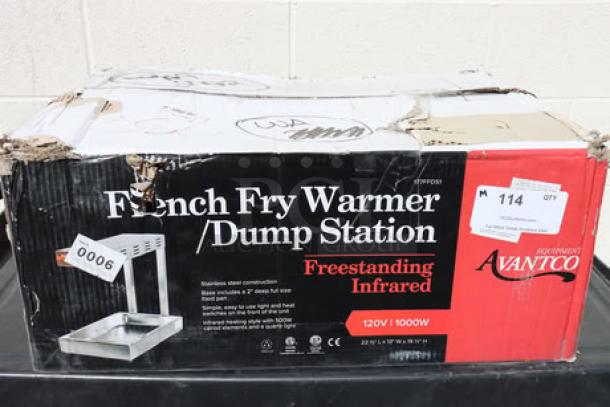 177FFDS1
French Fry Warmer
/Dump Station
Freestanding
Infrared
120V | 1000W
Stainless steel construction
Base includes a 2" deep full size
food pan
Simple, easy to use light and heat
switches on the front of the unit
Infrared heating style with 500W
calrod elements and a quartz light
0006
M 114 QTY
EQUIPMENT
AVANTCO
CE